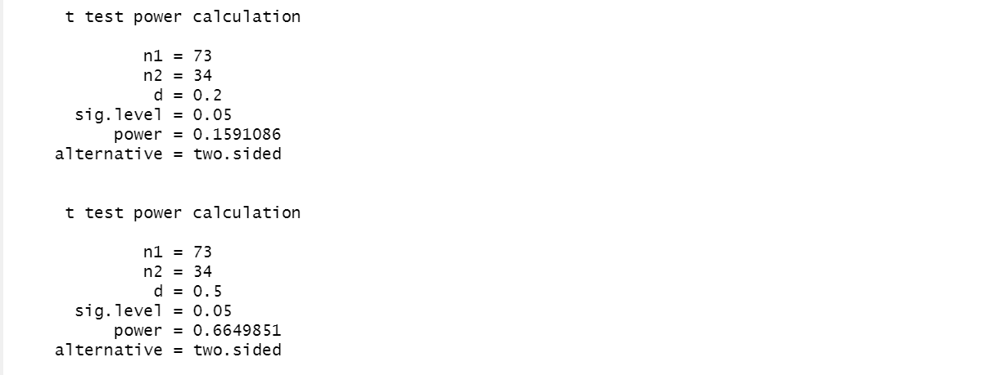 t test power calculation
n1 = 73
n2 = 34
d = 0.2
sig.level = 0.05
power = 0.1591086
alternative = two.sided
t test power calculation
n1 = 73
n2 = 34
d = 0.5
sig.level = 0.05
power = 0.6649851
alternative = two.sided